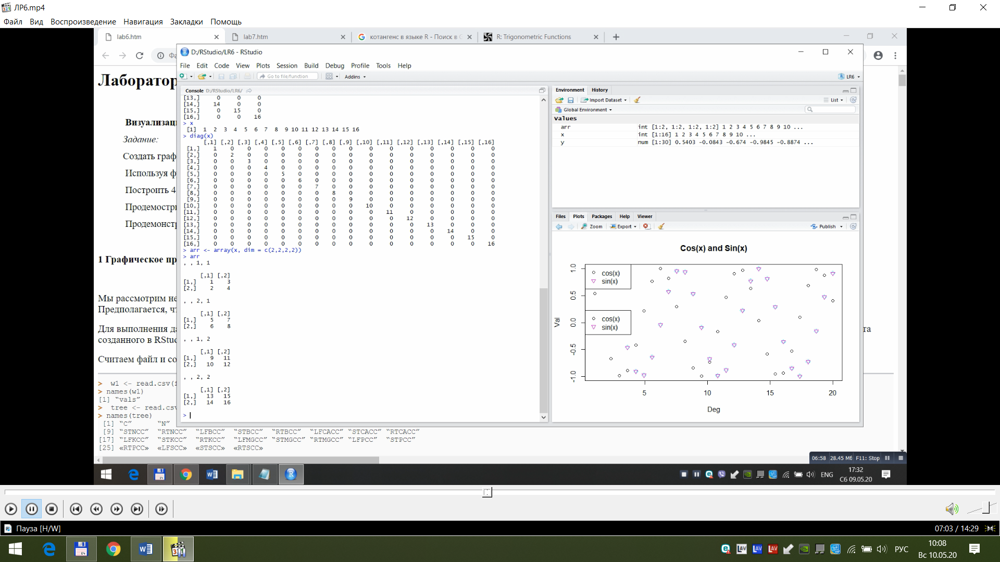 ЛР6.mp4
Файл Вид Воспроизведение Навигация Закладки Помощь
lab6.htm
lab7.htm
котангенс в языке R - Поиск в
R: Trigonometric Functions
Лаборатор
Визуализаци
Задание:
Создать граф
Используя ф
Построить 4
Продемостри
Продемонстр
1 Графическое пр
Мы рассмотрим не
Предполагается, чт
Для выполнения да
та
созданного в RStud
Считаем файл и со
> w1 <- read.csv(f
> names(w1)
[1] "vals"
> tree <- read.csv
> names(tree)
[1] "C" "N"
[9] "STNCC" "RTNCC" "LFBCC" "STBCC" "RTBCC" "LFCACC" "STCACC" "RTCACC"
[17] "LFKCC" "STKCC" "RTKCC" "LFMGCC" "STMGCC" "RTMGCC" "LFPCC" "STPCC"
[25] «RTPCC» «LFSCC» «STSCC» «RTSCC»
D:/RStudio/LR6 - RStudio
File Edit Code View Plots Session Build Debug Profile Tools Help
Go to file/function
Addins
LR6
Console D:/RStudio/LR6/
[13,] 0 0 0
[14,] 14 0 0
[15,] 0 15 0
[16,] 0 0 16
> x
[1] 1 2 3 4 5 6 7 8 9 10 11 12 13 14 15 16
> diag(x)
[,1] [,2] [,3] [,4] [,5] [,6] [,7] [,8] [,9] [,10] [,11] [,12] [,13] [,14] [,15] [,16]
[1,] 1 0 0 0 0 0 0 0 0 0 0 0 0 0 0 0
[2,] 0 2 0 0 0 0 0 0 0 0 0 0 0 0 0 0
[3,] 0 0 3 0 0 0 0 0 0 0 0 0 0 0 0 0
[4,] 0 0 0 4 0 0 0 0 0 0 0 0 0 0 0 0
[5,] 0 0 0 0 5 0 0 0 0 0 0 0 0 0 0 0
[6,] 0 0 0 0 0 6 0 0 0 0 0 0 0 0 0 0
[7,] 0 0 0 0 0 0 7 0 0 0 0 0 0 0 0 0
[8,] 0 0 0 0 0 0 0 8 0 0 0 0 0 0 0 0
[9,] 0 0 0 0 0 0 0 0 9 0 0 0 0 0 0 0
[10,] 0 0 0 0 0 0 0 0 0 10 0 0 0 0 0 0
[11,] 0 0 0 0 0 0 0 0 0 0 11 0 0 0 0 0
[12,] 0 0 0 0 0 0 0 0 0 0 0 12 0 0 0 0
[13,] 0 0 0 0 0 0 0 0 0 0 0 0 13 0 0 0
[14,] 0 0 0 0 0 0 0 0 0 0 0 0 0 14 0 0
[15,] 0 0 0 0 0 0 0 0 0 0 0 0 0 0 15 0
[16,] 0 0 0 0 0 0 0 0 0 0 0 0 0 0 0 16
> arr <- array(x, dim = c(2,2,2,2))
> arr
, , 1, 1
[,1] [,2]
[1,] 1 3
[2,] 2 4
, , 2, 1
[,1] [,2]
[1,] 5 7
[2,] 6 8
, , 1, 2
[,1] [,2]
[1,] 9 11
[2,] 10 12
, , 2, 2
[,1] [,2]
[1,] 13 15
[2,] 14 16
>
Environment History
Import Dataset
List
Global Environment
Values
arr int [1:2, 1:2, 1:2, 1:2] 1 2 3 4 5 6 7 8 9 10 ...
x int [1:16] 1 2 3 4 5 6 7 8 9 10 ...
y num [1:30] 0.5403 -0.0843 -0.674 -0.9845 -0.8874 ...
Files Plots Packages Help Viewer
Zoom Export Publish
Cos(x) and Sin(x)
cos(x)
sin(x)
cos(x)
sin(x)
1.0
0.5
0.0
-0.5
-1.0
Val
5 10 15 20
Deg
06:58 28.45 Мб F11: Stop
ENG
17:32
Сб 09.05.20
Пауза [H/W]
07:03 / 14:29
LAV LAV LAV
РУС
10:08
Вс 10.05.20